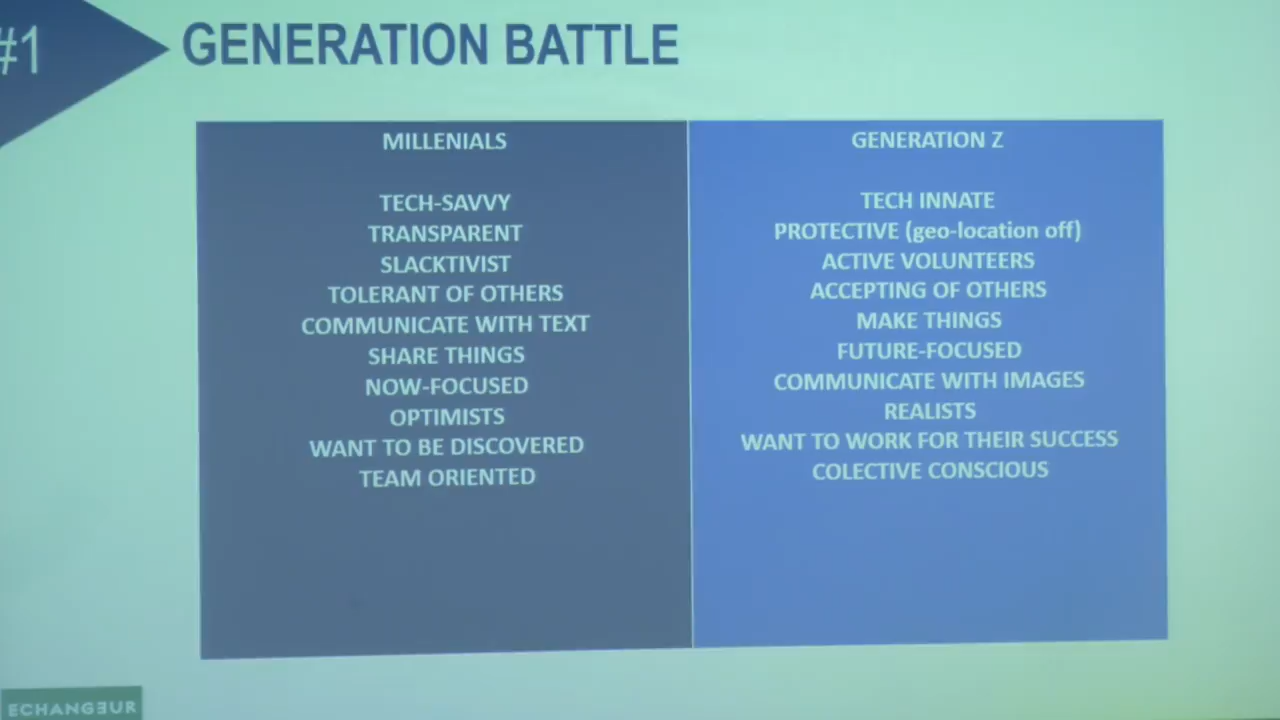 #1
GENERATION BATTLE
MILLENIALS
TECH-SAVVY
TRANSPARENT
SLACKTIVIST
TOLERANT OF OTHERS
COMMUNICATE WITH TEXT
SHARE THINGS
NOW-FOCUSED
OPTIMISTS
WANT TO BE DISCOVERED
TEAM ORIENTED
GENERATION Z
TECH INNATE
PROTECTIVE (geo-location off)
ACTIVE VOLUNTEERS
ACCEPTING OF OTHERS
MAKE THINGS
FUTURE-FOCUSED
COMMUNICATE WITH IMAGES
REALISTS
WANT TO WORK FOR THEIR SUCCESS
COLECTIVE CONSCIOUS
ECHANGEUR